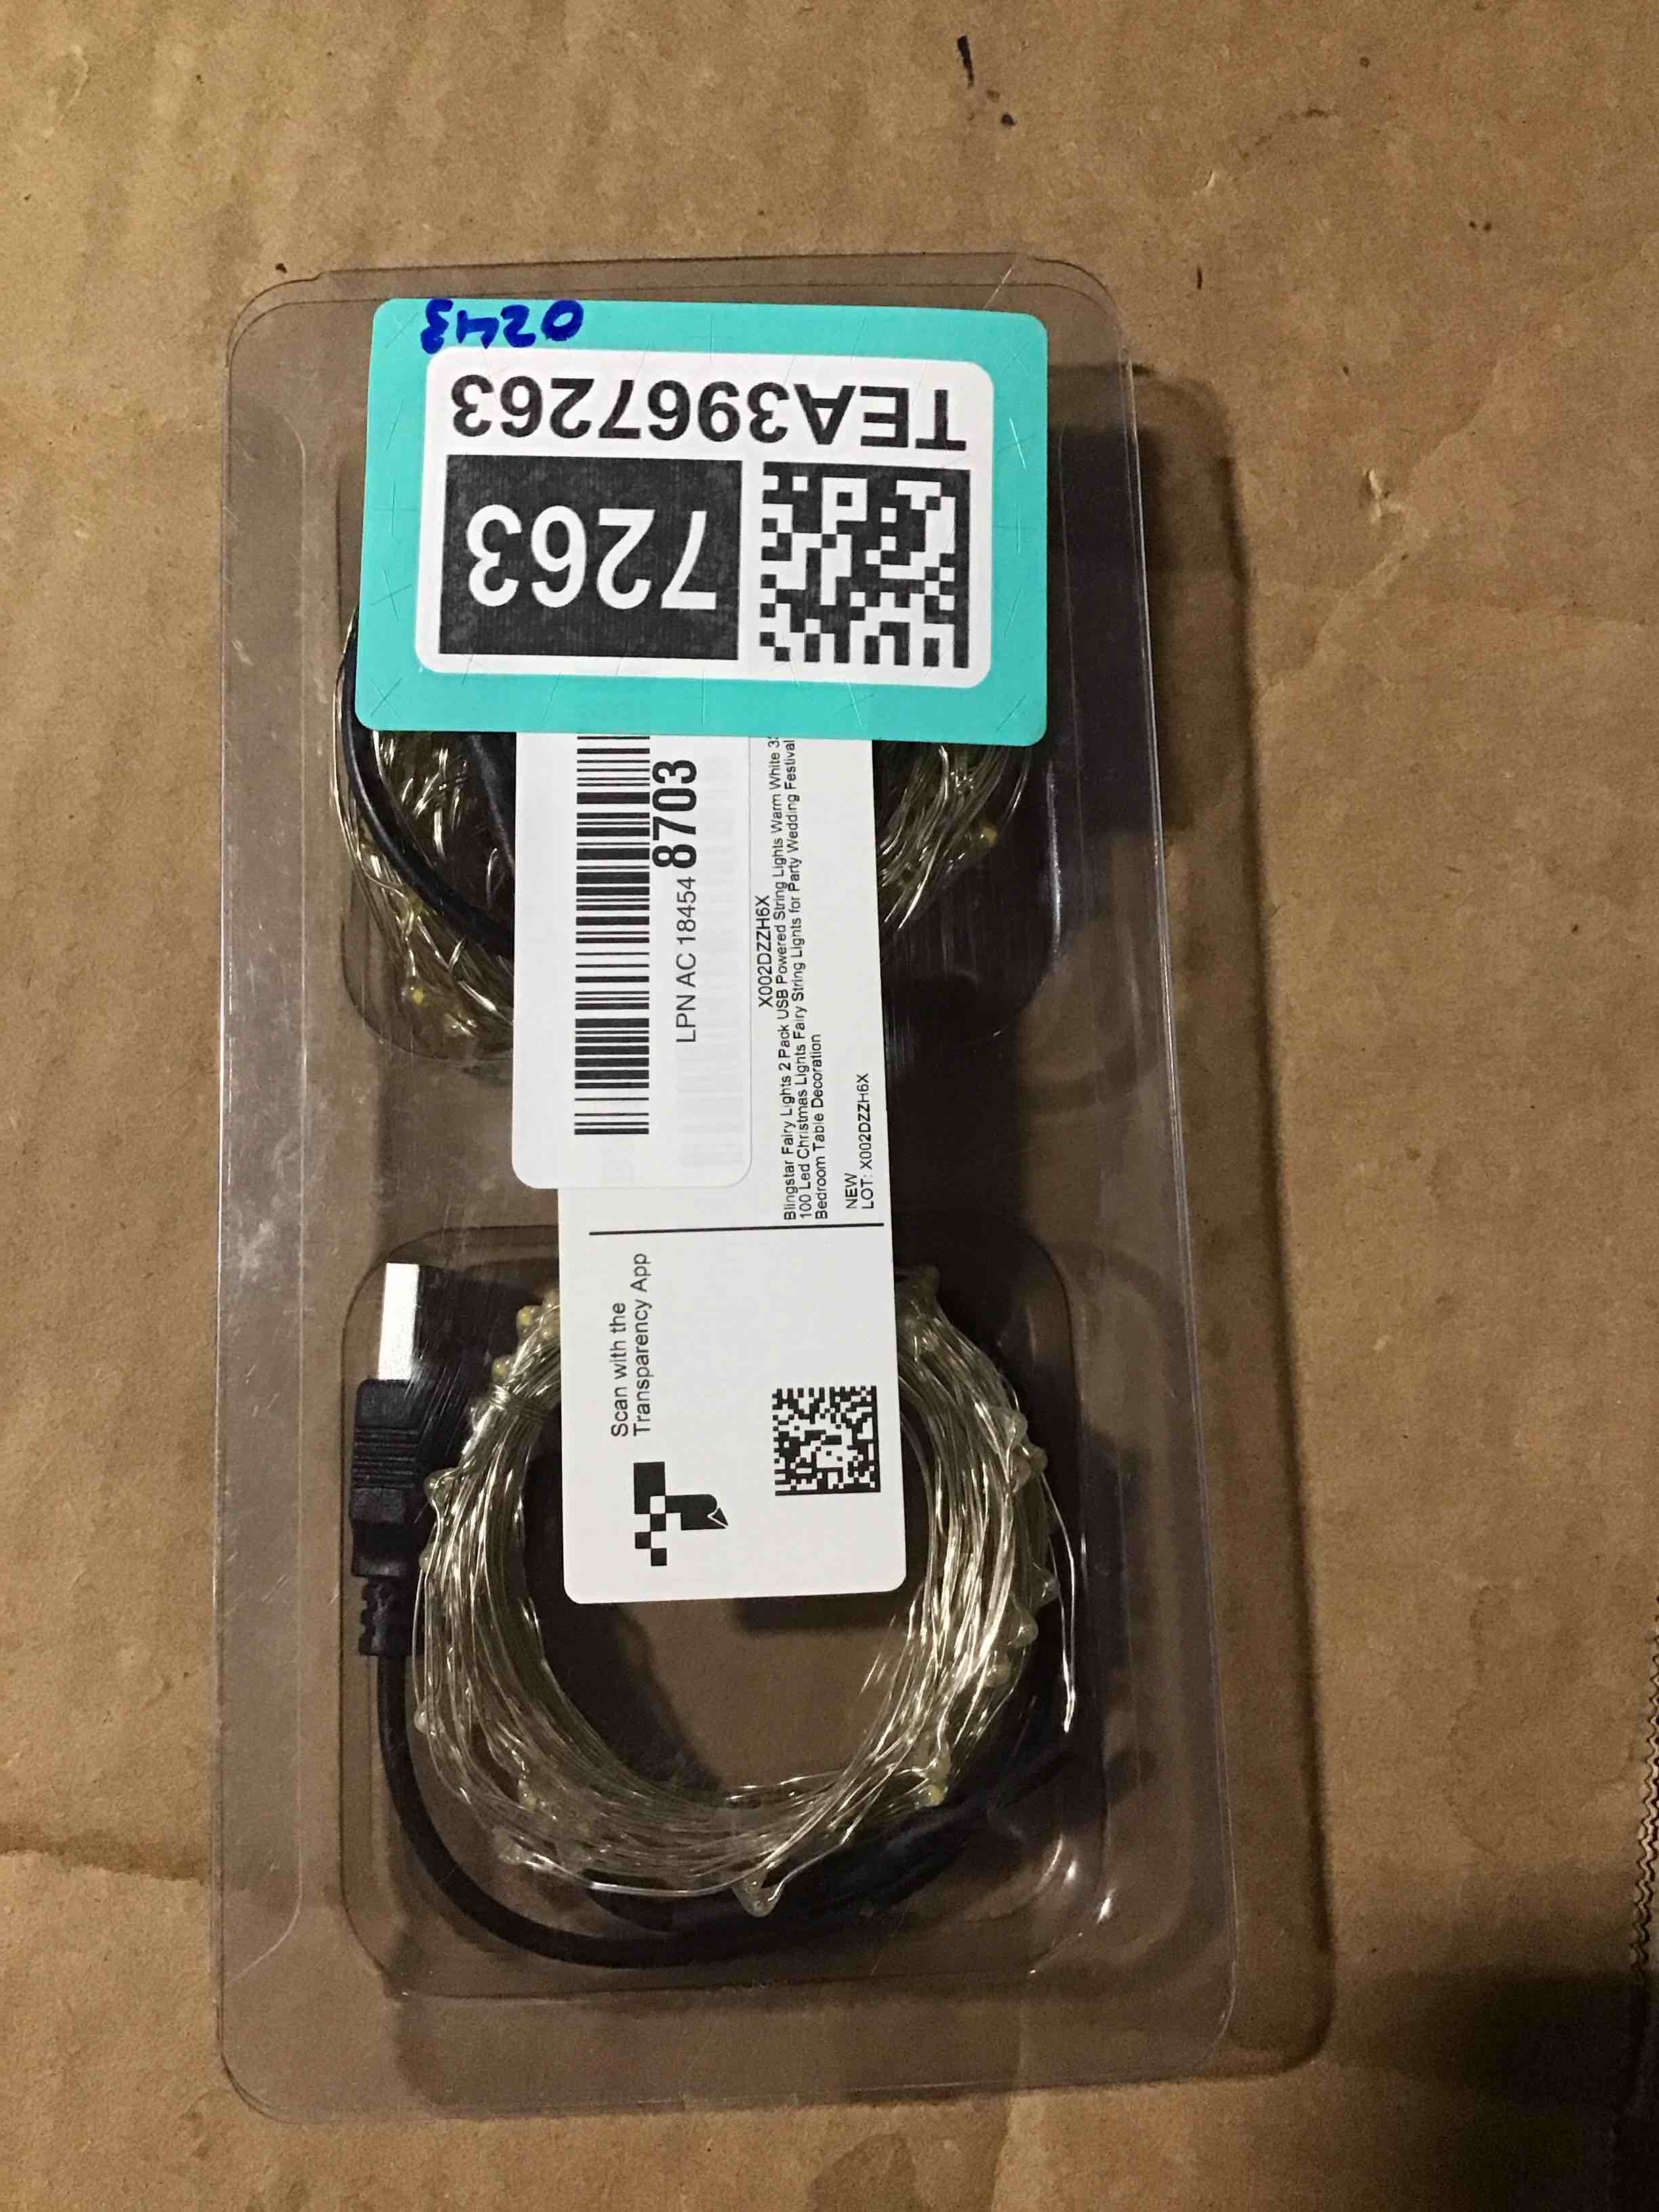 0243
TEA3967263
7263
LPN AC 18454 8703
X002DZZH6X
Blingstar Fairy Lights 2 Pack USB Powered String Lights Warm White
100 Led Christmas Lights Fairy String Lights for Party Wedding Festival
Bedroom Table Decoration
NEW
LOT: X002DZZH6X
Scan with the
Transparency App